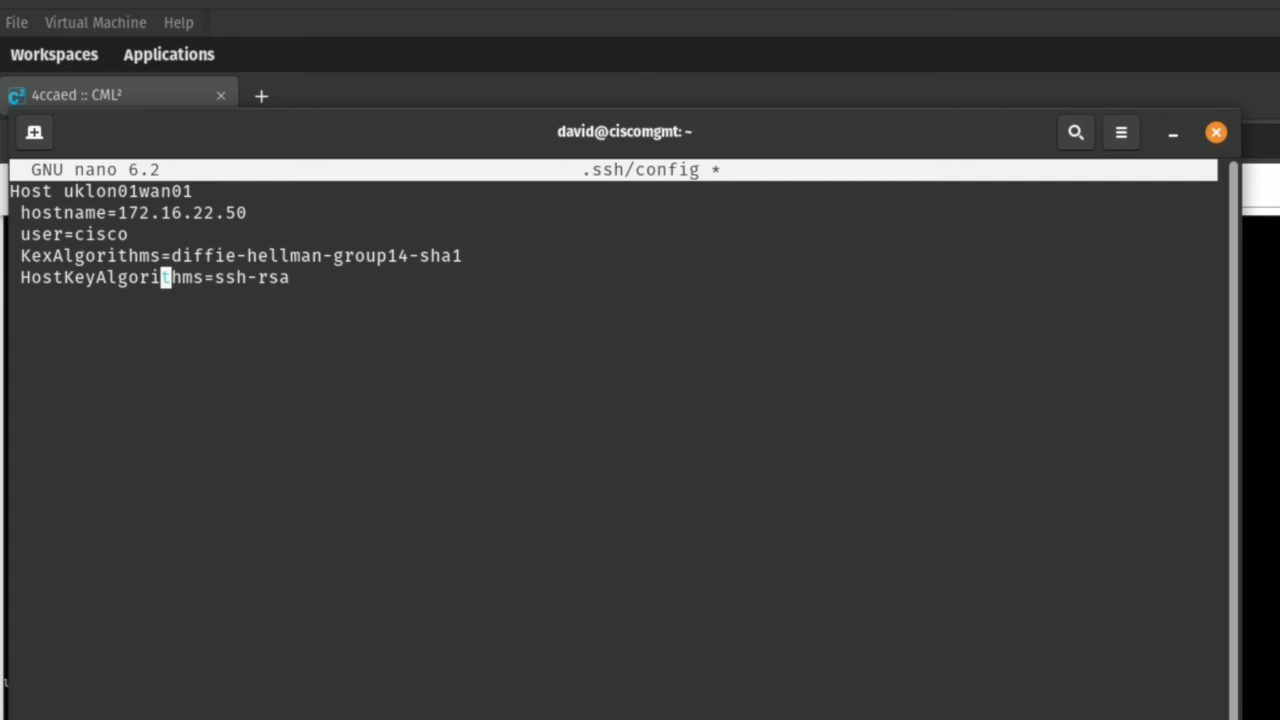 File Virtual Machine Help
Workspaces Applications
4ccaed :: CML²
david@ciscomgmt: ~
GNU nano 6.2 .ssh/config *
Host uklon01wan01
hostname=172.16.22.50
user=cisco
KexAlgorithms=diffie-hellman-group14-sha1
HostKeyAlgorithms=ssh-rsa